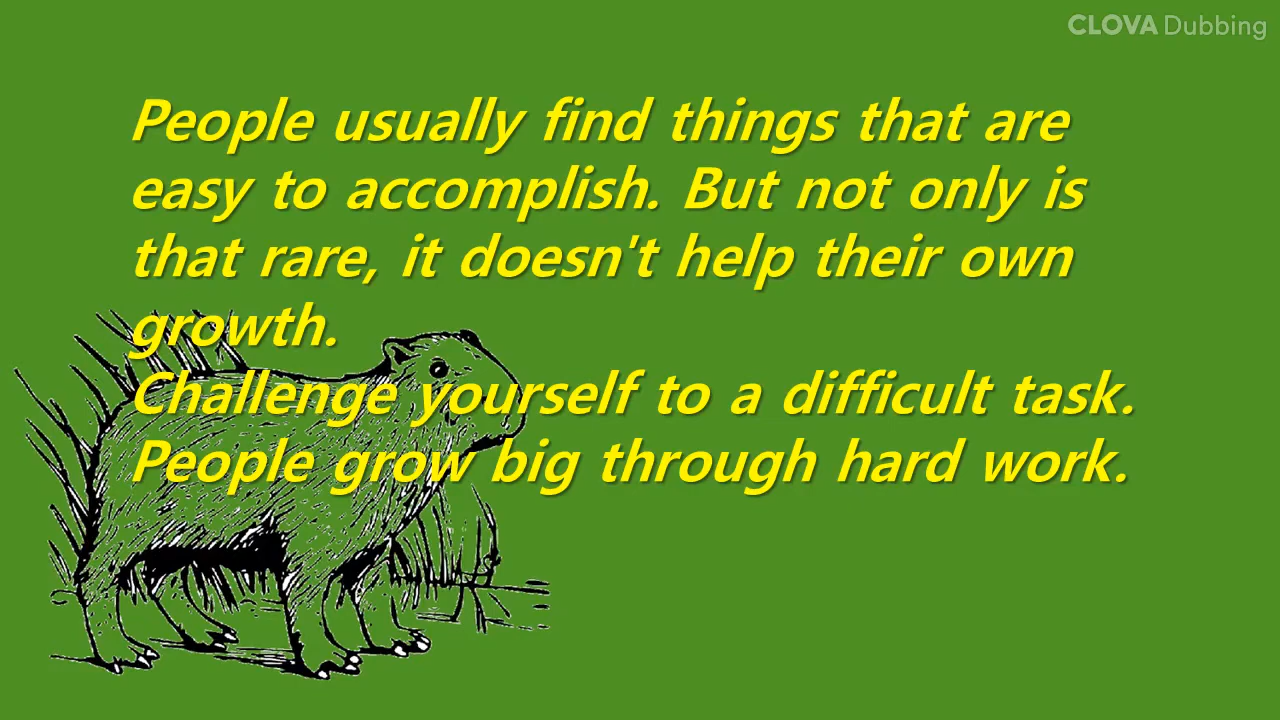 CLOVA Dubbing
People usually find things that are
easy to accomplish. But not only is
that rare, it doesn't help their own
growth.
Challenge yourself to a difficult task.
People grow big through hard work.